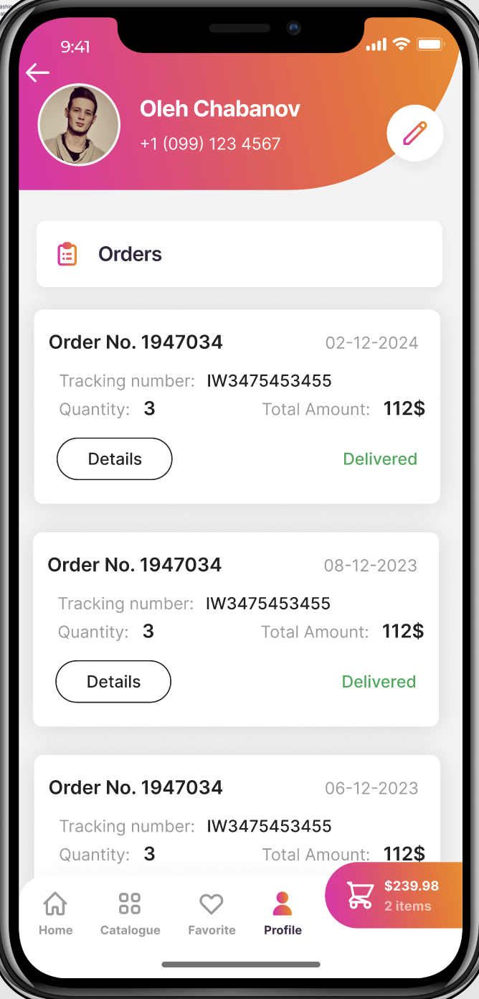 9:41
Oleh Chabanov
+1 (099) 123 4567
Orders
Order No. 1947034 02-12-2024
Tracking number: IW3475453455
Quantity: 3 Total Amount: 112$
Details Delivered
Order No. 1947034 08-12-2023
Tracking number: IW3475453455
Quantity: 3 Total Amount: 112$
Details Delivered
Order No. 1947034 06-12-2023
Tracking number: IW3475453455
Quantity: 3 Total Amount: 112$
$239.98
2 items
Home Catalogue Favorite Profile